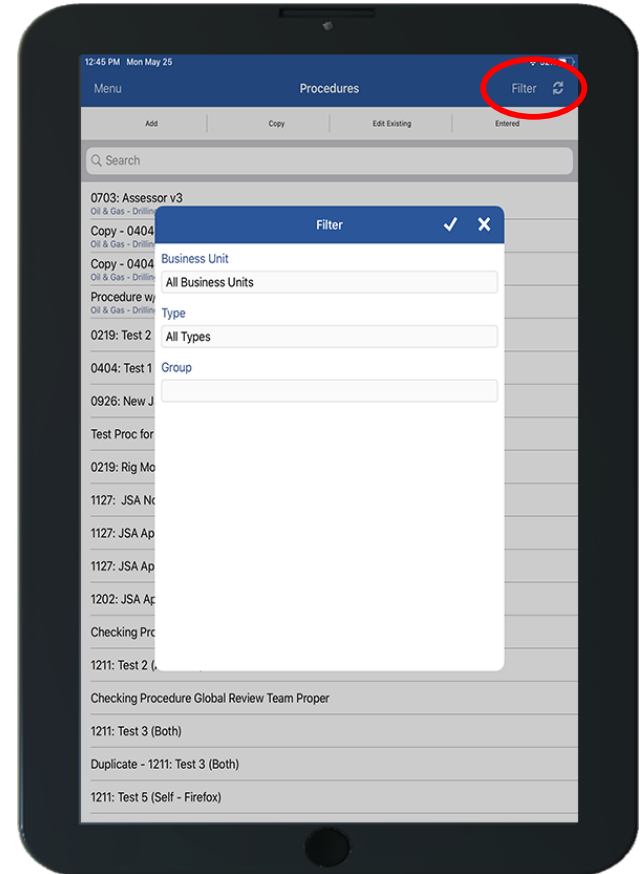 12:45 PM Mon May 25
Menu Procedures Filter
Add Copy Edit Existing Entered
Search
0703: Assessor v3
Oil & Gas - Drilling
Filter
Copy - 0404
Oil & Gas - Drilling
Business Unit
Copy - 0404
Oil & Gas - Drilling
All Business Units
Procedure w/
Oil & Gas - Drilling
Type
0219: Test 2
All Types
0404: Test 1
Group
0926: New J
Test Proc for
0219: Rig Mo
1127: JSA No
1127: JSA Ap
1127: JSA Ap
1202: JSA Ap
Checking Pro
1211: Test 2 (
Checking Procedure Global Review Team Proper
1211: Test 3 (Both)
Duplicate - 1211: Test 3 (Both)
1211: Test 5 (Self - Firefox)